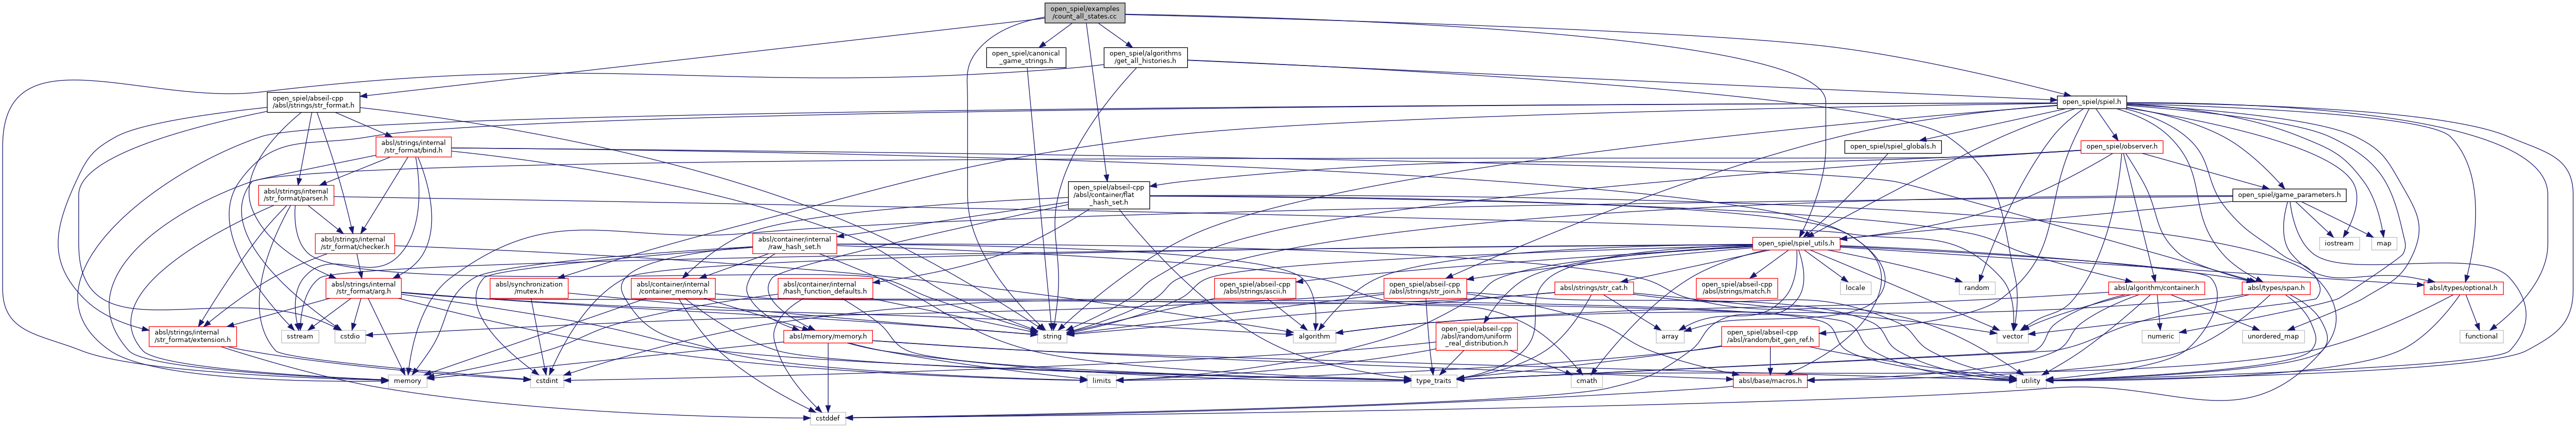 open_spiel/examples
/count_all_states.cc
open_spiel/canonical
_game_strings.h
open_spiel/algorithms
/get_all_histories.h
open_spiel/abseil-cpp
/absl/strings/str_format.h
open_spiel/spiel.h
absl/strings/internal
/str_format/bind.h
open_spiel/spiel_globals.h
open_spiel/observer.h
absl/strings/internal
/str_format/parser.h
open_spiel/abseil-cpp
/absl/container/flat
_hash_set.h
open_spiel/game_parameters.h
absl/strings/internal
/str_format/checker.h
absl/container/internal
/raw_hash_set.h
open_spiel/spiel_utils.h
iostream
map
absl/strings/internal
/str_format/arg.h
absl/synchronization
/mutex.h
absl/container/internal
/container_memory.h
absl/container/internal
/hash_function_defaults.h
open_spiel/abseil-cpp
/absl/strings/ascii.h
open_spiel/abseil-cpp
/absl/strings/str_join.h
absl/strings/str_cat.h
open_spiel/abseil-cpp
/absl/strings/match.h
locale
random
absl/algorithm/container.h
absl/types/span.h
absl/types/optional.h
absl/strings/internal
/str_format/extension.h
sstream
cstdio
absl/memory/memory.h
string
algorithm
open_spiel/abseil-cpp
/absl/random/uniform
_real_distribution.h
array
open_spiel/abseil-cpp
/absl/random/bit_gen_ref.h
vector
numeric
unordered_map
functional
memory
cstdint
limits
type_traits
cmath
absl/base/macros.h
utility
cstddef